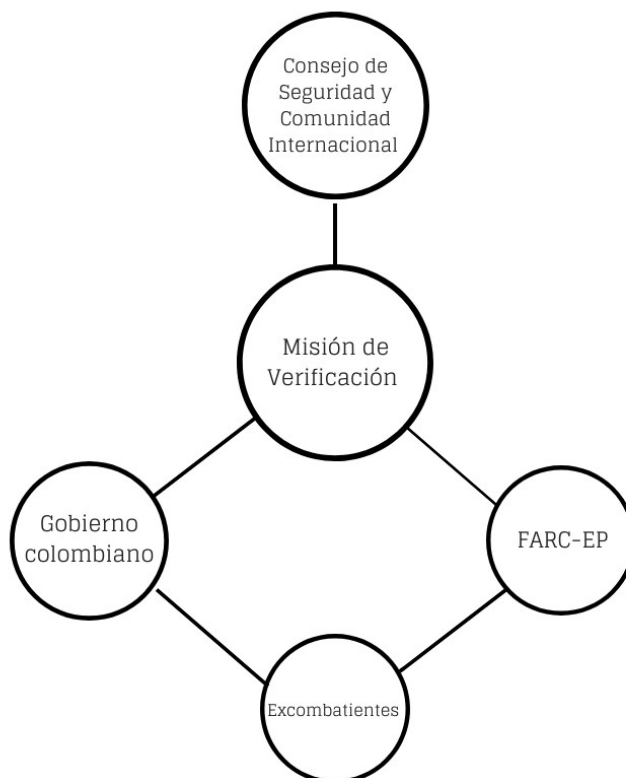 Consejo de
Seguridad y
Comunidad
Internacional
Misión de
Verificación
Gobierno
colombiano
FARC-EP
Excombatientes